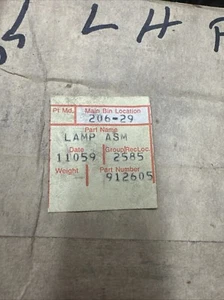 LH
Pt Md. Main Bin Location
206-29
Part Name
LAMP ASM
Date Group Rec Loc.
11059 2585
Weight Part Number
912605